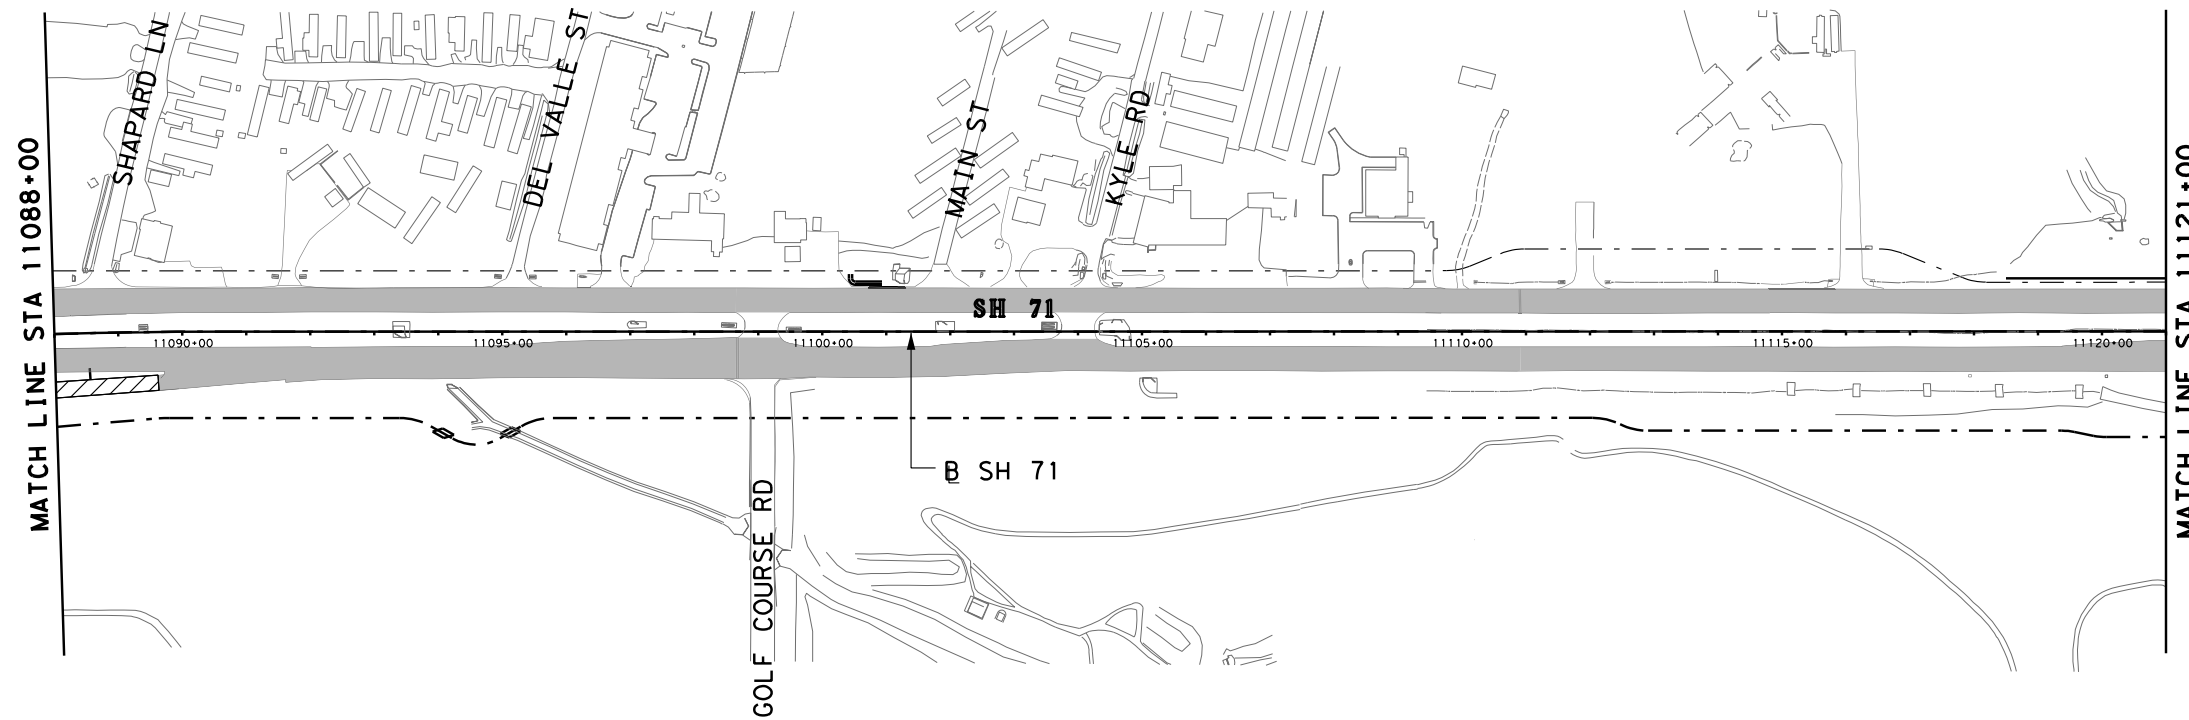 MATCH LINE STA 11088+00
SHAPARD LN
DEL VALLE ST
MAIN ST
KYLE RD
SH 71
11090+00
11095+00
11100+00
11105+00
11110+00
11115+00
11120+00
B SH 71
GOLF COURSE RD
MATCH LINE STA 11121+00